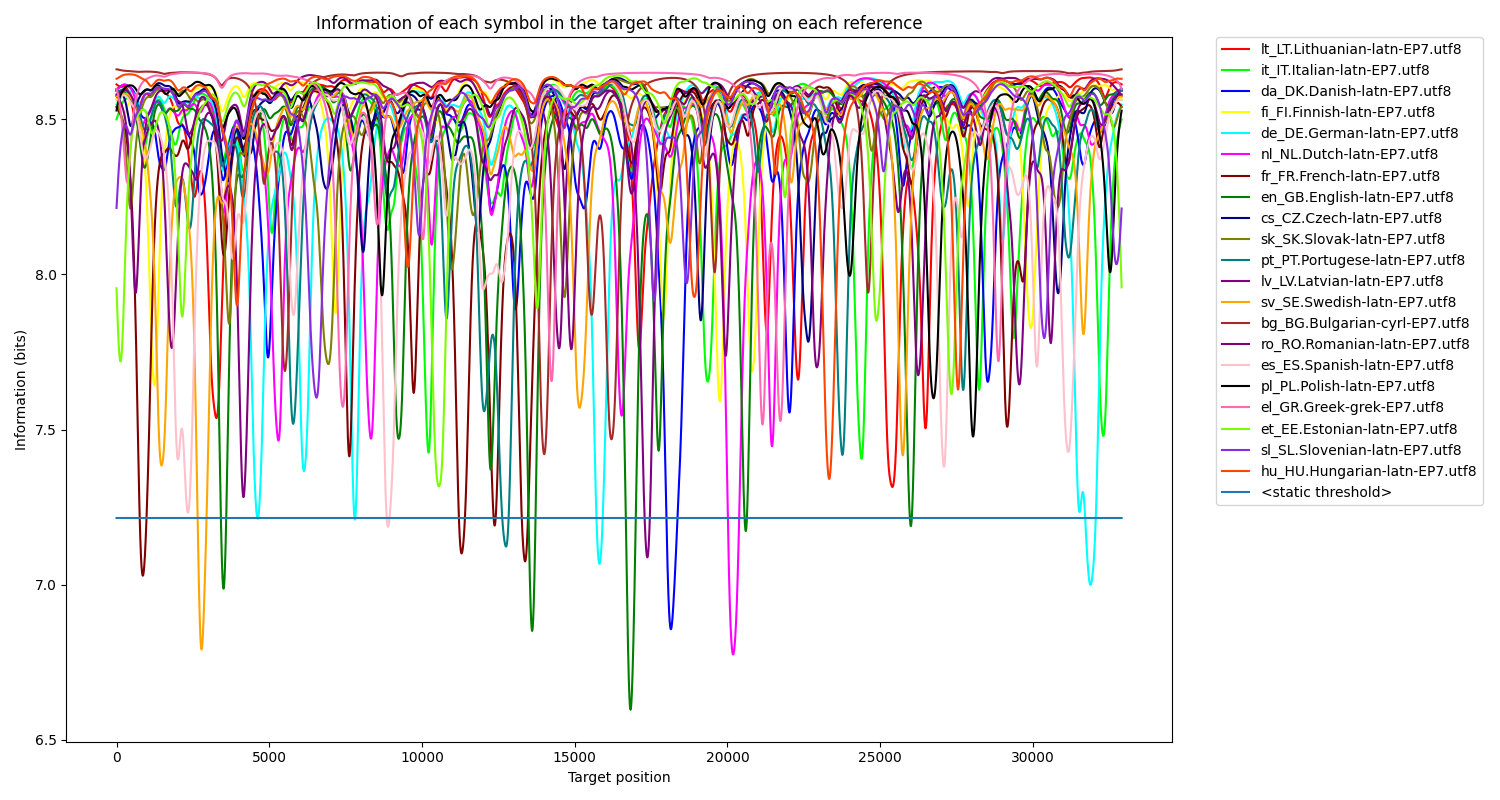 Information of each symbol in the target after training on each reference
Information (bits)
8.5
8.0
7.5
7.0
6.5
0
5000
10000
15000
20000
25000
30000
Target position
lt_LT.Lithuanian-latn-EP7.utf8
it_IT.Italian-latn-EP7.utf8
da_DK.Danish-latn-EP7.utf8
fi_FI.Finnish-latn-EP7.utf8
de_DE.German-latn-EP7.utf8
nl_NL.Dutch-latn-EP7.utf8
fr_FR.French-latn-EP7.utf8
en_GB.English-latn-EP7.utf8
cs_CZ.Czech-latn-EP7.utf8
sk_SK.Slovak-latn-EP7.utf8
pt_PT.Portugese-latn-EP7.utf8
lv_LV.Latvian-latn-EP7.utf8
sv_SE.Swedish-latn-EP7.utf8
bg_BG.Bulgarian-cyrl-EP7.utf8
ro_RO.Romanian-latn-EP7.utf8
es_ES.Spanish-latn-EP7.utf8
pl_PL.Polish-latn-EP7.utf8
el_GR.Greek-grek-EP7.utf8
et_EE.Estonian-latn-EP7.utf8
sl_SL.Slovenian-latn-EP7.utf8
hu_HU.Hungarian-latn-EP7.utf8
<static threshold>